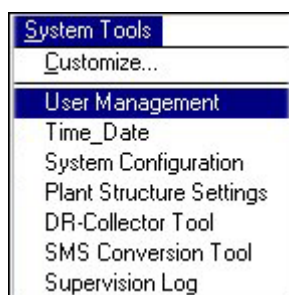 System Tools
Customize...
User Management
Time_Date
System Configuration
Plant Structure Settings
DR-Collector Tool
SMS Conversion Tool
Supervision Log